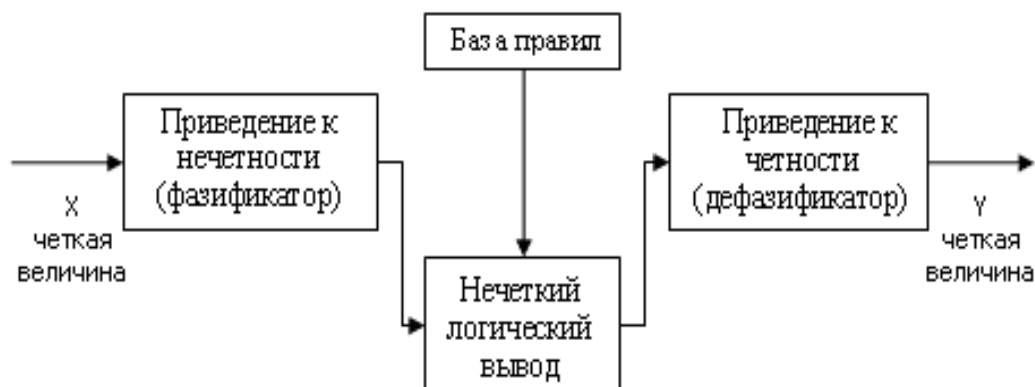 База правил
Приведение к
нечетности
(фазификатор)
Приведение к
четности
(дефазификатор)
X
четкая
величина
Y
четкая
величина
Нечеткий
логический
вывод